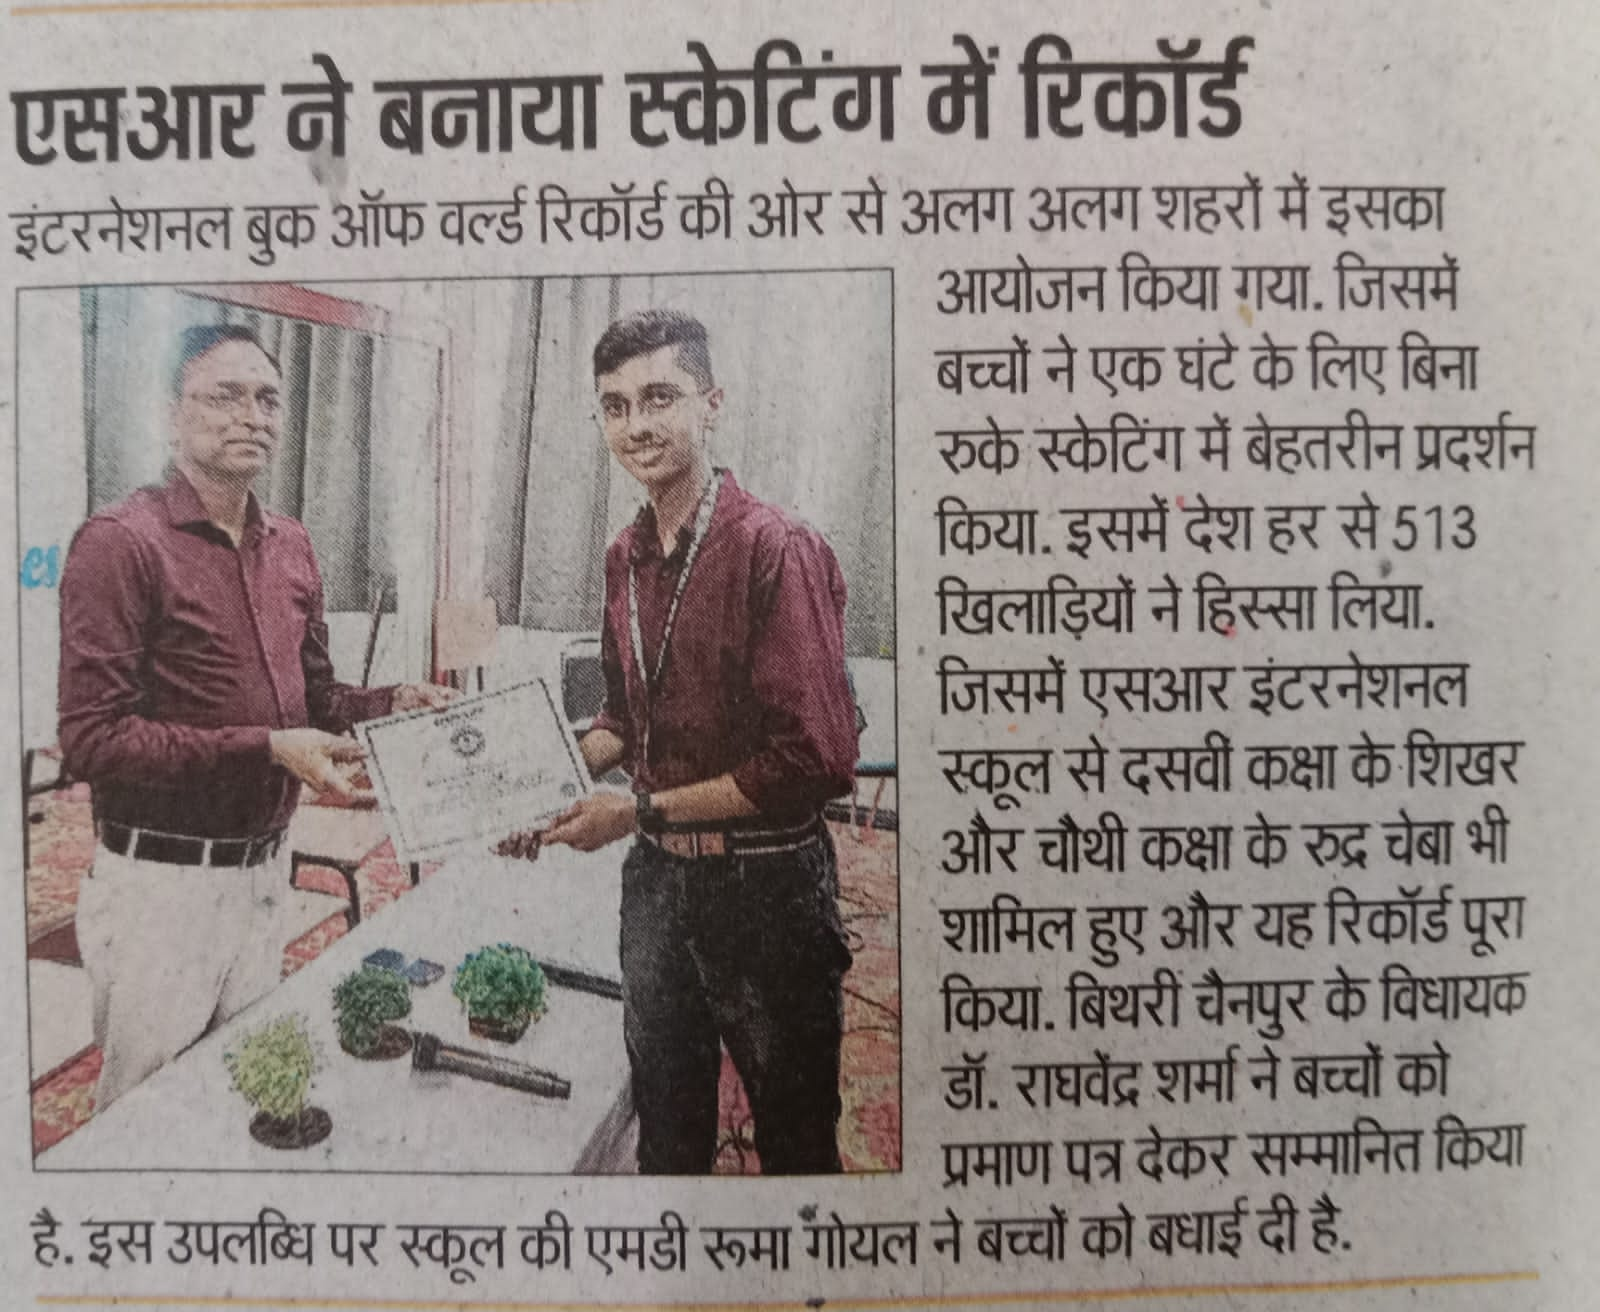 एसआर ने बनाया स्केटिंग में रिकॉर्ड
इंटरनेशनल बुक ऑफ वर्ल्ड रिकॉर्ड की ओर से अलग अलग शहरों में इसका
आयोजन किया गया. जिसमें
बच्चों ने एक घंटे के लिए बिना
रुके स्केटिंग में बेहतरीन प्रदर्शन
किया. इसमें देश हर से 513
खिलाड़ियों ने हिस्सा लिया.
जिसमें एसआर इंटरनेशनल
स्कूल से दसवीं कक्षा के शिखर
और चौथी कक्षा के रुद्र चेबा भी
शामिल हुए और यह रिकॉर्ड पूरा
किया. बिथरी चैनपुर के विधायक
डॉ. राघवेंद्र शर्मा ने बच्चों को
प्रमाण पत्र देकर सम्मानित किया
है. इस उपलब्धि पर स्कूल की एमडी रूमा गोयल ने बच्चों को बधाई दी है.